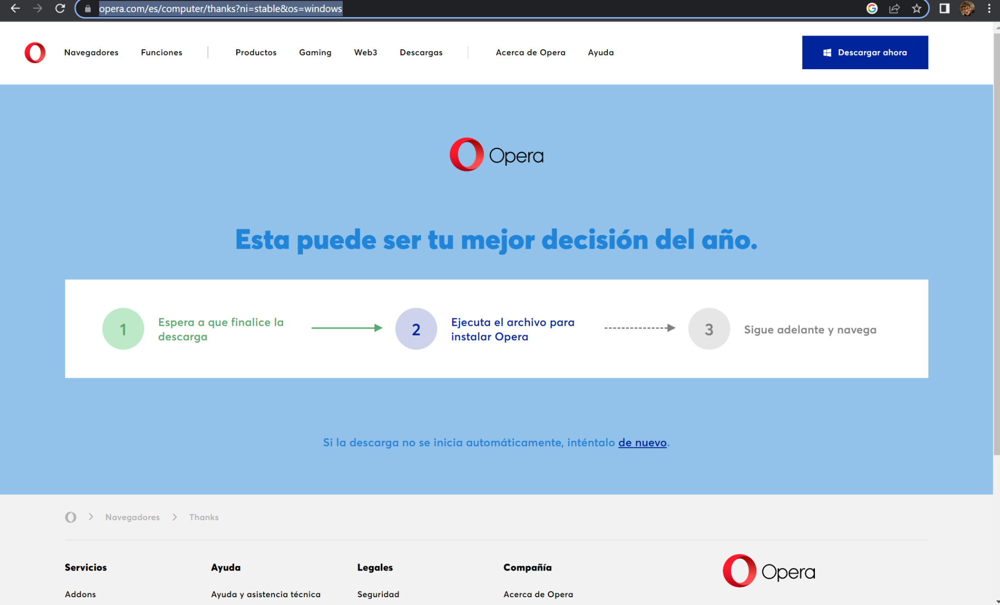 opera.com/es/computer/thanks?ni=stable&os=windows
Navegadores Funciones Productos Gaming Web3 Descargas Acerca de Opera Ayuda Descargar ahora
Opera
Esta puede ser tu mejor decisión del año.
1 Espera a que finalice la
descarga
2 Ejecuta el archivo para
instalar Opera
3 Sigue adelante y navega
Si la descarga no se inicia automáticamente, inténtalo de nuevo.
Navegadores Thanks
Servicios Ayuda Legales Compañía
Opera
Addons Ayuda y asistencia técnica Seguridad Acerca de Opera